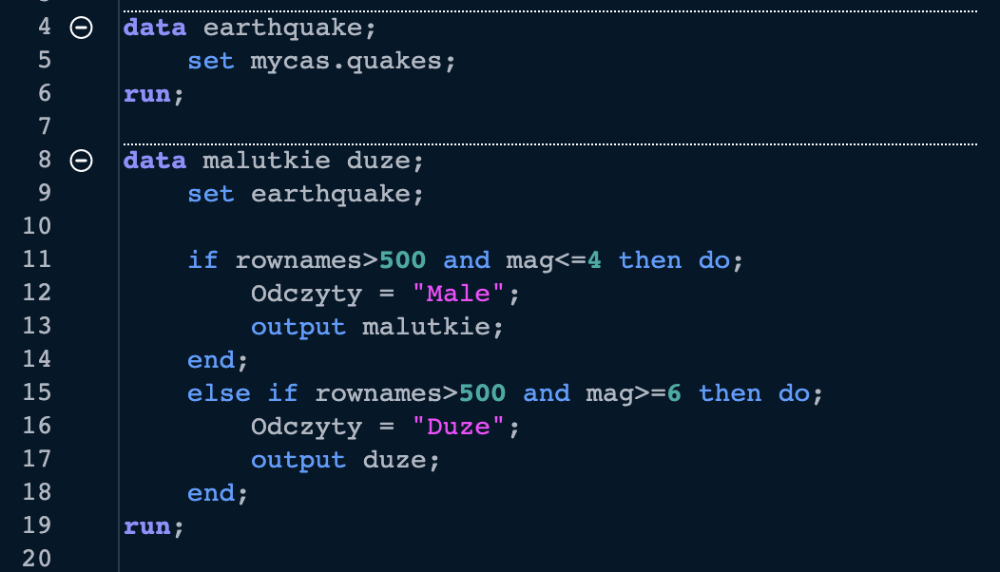 4 data earthquake;
5     set mycas.quakes;
6 run;
7
8 data malutkie duze;
9     set earthquake;
10
11     if rownames>500 and mag<=4 then do;
12         Odczyty = "Male";
13         output malutkie;
14     end;
15     else if rownames>500 and mag>=6 then do;
16         Odczyty = "Duze";
17         output duze;
18     end;
19 run;
20